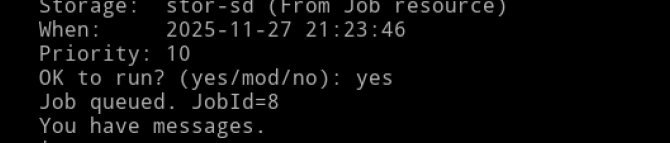 Storage:  stor-sd (From Job resource)
When:     2025-11-27 21:23:46
Priority: 10
OK to run? (yes/mod/no): yes
Job queued. JobId=8
You have messages.